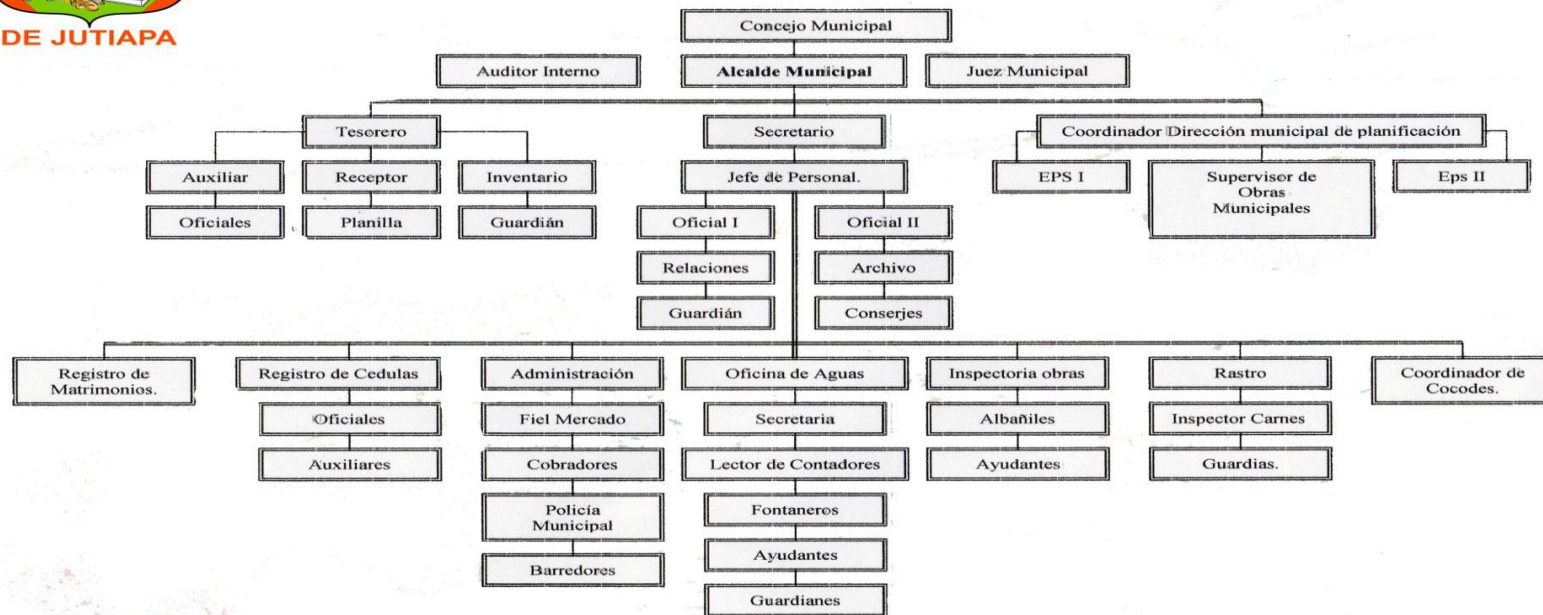 DE JUTIAPA
Concejo Municipal
Auditor Interno
Alcalde Municipal
Juez Municipal
Tesorero
Secretario
Coordinador Dirección municipal de planificación
Auxiliar
Receptor
Inventario
Jefe de Personal.
EPS I
Supervisor de
Obras
Municipales
Eps II
Oficiales
Planilla
Guardián
Oficial I
Oficial II
Relaciones
Archivo
Guardián
Conserjes
Registro de
Matrimonios.
Registro de Cedulas
Administración
Oficina de Aguas
Inspectoria obras
Rastro
Coordinador de
Cocodes.
Oficiales
Fiel Mercado
Secretaria
Albañiles
Inspector Carnes
Auxiliares
Cobradores
Lector de Contadores
Ayudantes
Guardias.
Policía
Municipal
Fontaneros
Barredores
Ayudantes
Guardianes